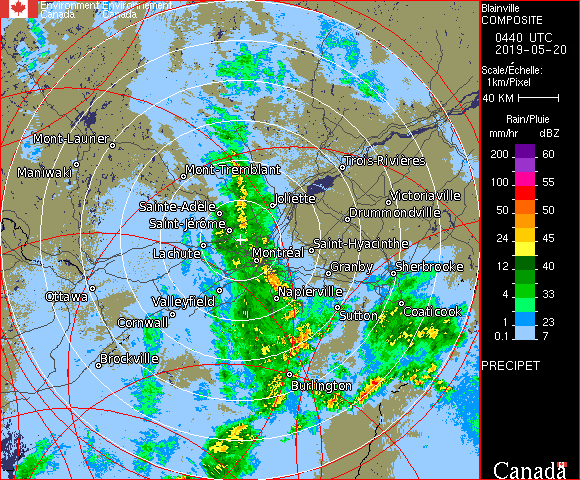 Environment Environnement
Canada Canada
Mont-Laurier
Maniwaki
Mont-Tremblant
Trois-Rivières
Sainte-Adèle
Joliette
Victoriaville
Saint-Jérôme
Drummondville
Lachute
Montréal
Saint-Hyacinthe
Granby
Sherbrooke
Ottawa
Valleyfield
Napierville
Cornwall
Sutton
Coaticook
Brockville
Burlington
Blainville
COMPOSITE
0440 UTC
2019-05-20
Scale/Échelle:
1km/Pixel
40 KM
Rain/Pluie
mm/hr dBZ
200 60
100 55
50 50
24 45
12 40
4 33
1 23
0.1 7
PRECIPET
Canada